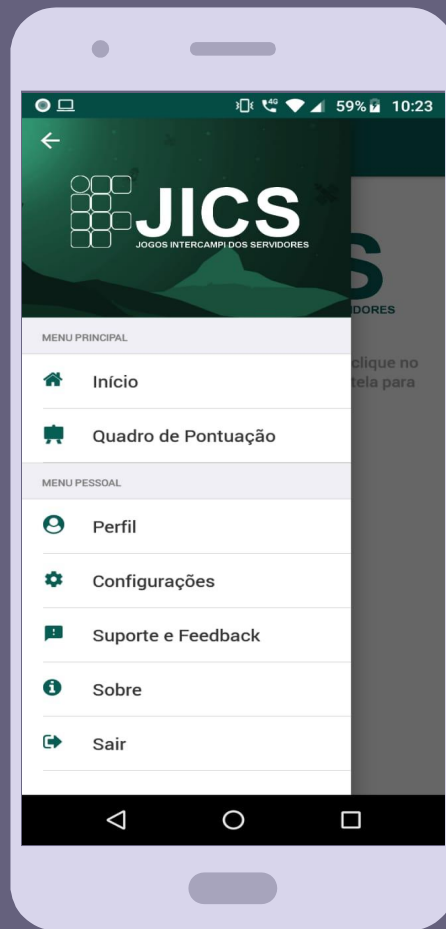 4G 59% 10:23
JICS
JOGOS INTERCAMPI DOS SERVIDORES
S
DORES
MENU PRINCIPAL
clique no
Início
tela para
Quadro de Pontuação
MENU PESSOAL
Perfil
Configurações
Suporte e Feedback
Sobre
Sair